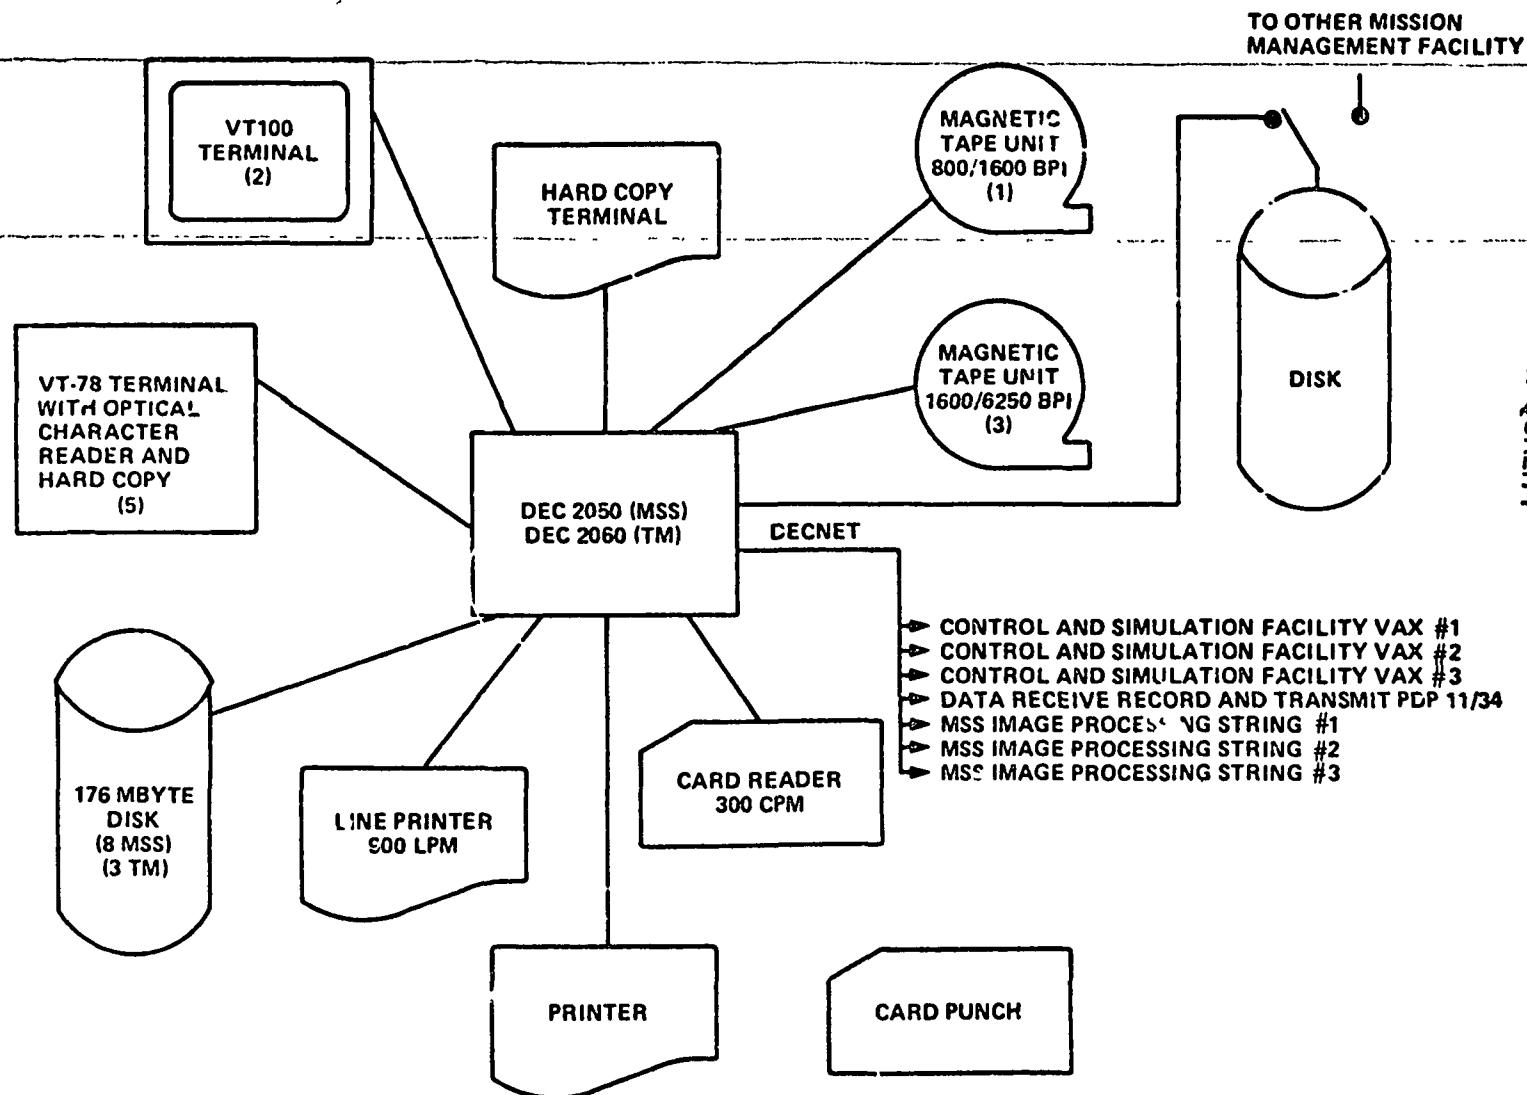 TO OTHER MISSION
MANAGEMENT FACILITY
VT100
TERMINAL
(2)
HARD COPY
TERMINAL
MAGNETIC
TAPE UNIT
800/1600 BPI
(1)
VT-78 TERMINAL
WITH OPTICAL
CHARACTER
READER AND
HARD COPY
(5)
MAGNETIC
TAPE UNIT
1600/6250 BPI
(3)
DISK
DEC 2050 (MSS)
DEC 2060 (TM)
DECNET
CONTROL AND SIMULATION FACILITY VAX #1
CONTROL AND SIMULATION FACILITY VAX #2
CONTROL AND SIMULATION FACILITY VAX #3
DATA RECEIVE RECORD AND TRANSMIT PDP 11/34
MSS IMAGE PROCESSING STRING #1
MSS IMAGE PROCESSING STRING #2
MSS IMAGE PROCESSING STRING #3
176 MBYTE
DISK
(8 MSS)
(3 TM)
LINE PRINTER
900 LPM
CARD READER
300 CPM
PRINTER
CARD PUNCH